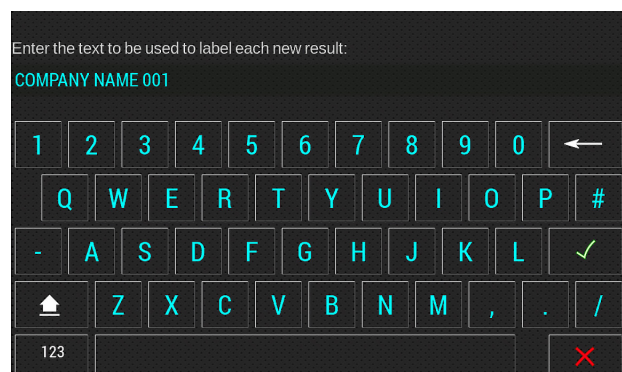 Enter the text to be used to label each new result:
COMPANY NAME 001
1 2 3 4 5 6 7 8 9 0
Q W E R T Y U I O P #
- A S D F G H J K L
Z X C V B N M , . /
123